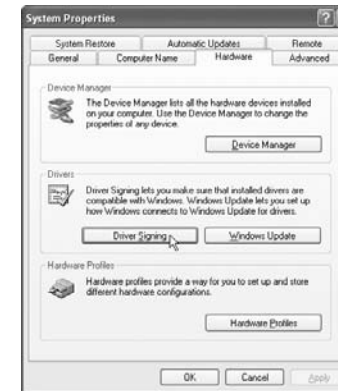 System Properties
System Restore Automatic Updates Remote
General Computer Name Hardware Advanced
Device Manager
The Device Manager lists all the hardware devices installed
on your computer. Use the Device Manager to change the
properties of any device.
Device Manager
Drivers
Driver Signing lets you make sure that installed drivers are
compatible with Windows. Windows Update lets you set up
how Windows connects to Windows Update for drivers.
Driver Signing Windows Update
Hardware Profiles
Hardware profiles provide a way for you to set up and store
different hardware configurations.
Hardware Profiles
OK Cancel Apply